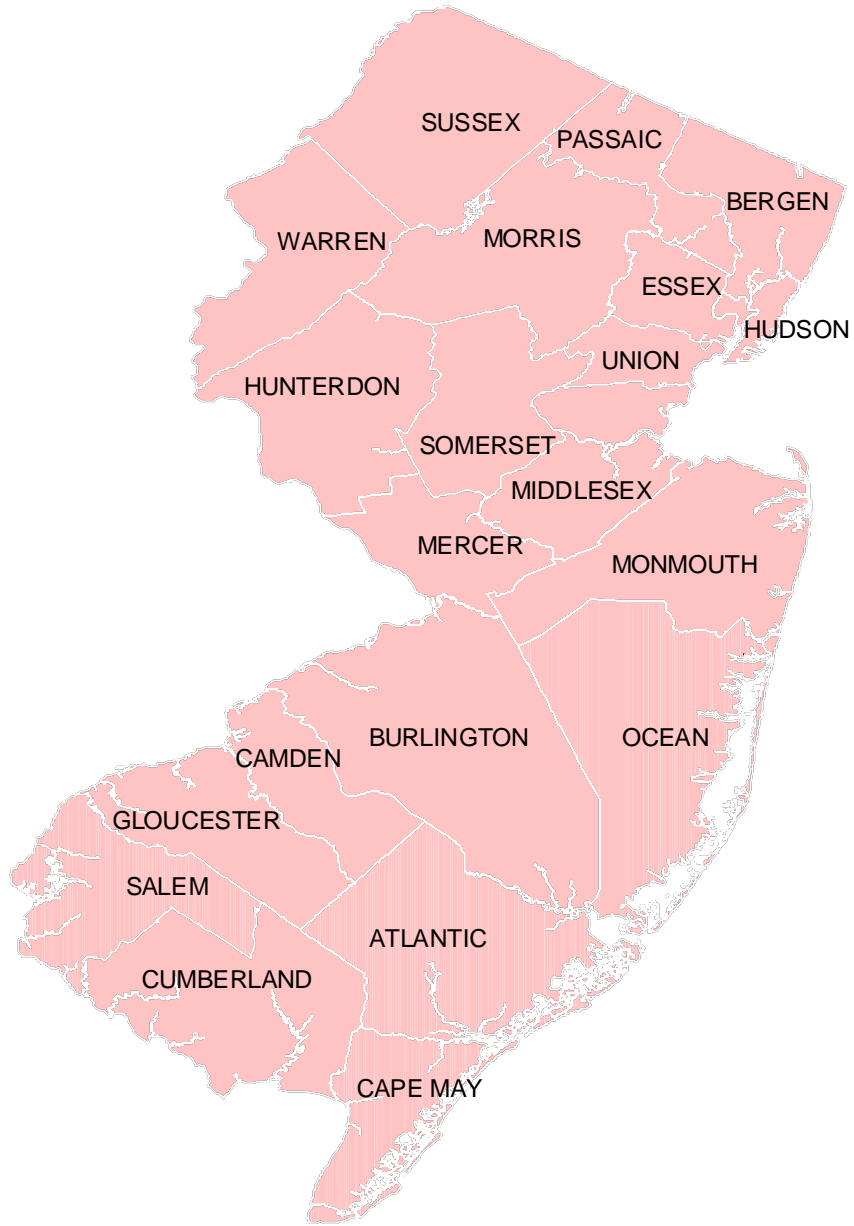 SUSSEX
PASSAIC
BERGEN
WARREN
MORRIS
ESSEX
HUDSON
UNION
HUNTERDON
SOMERSET
MIDDLESEX
MERCER
MONMOUTH
BURLINGTON
OCEAN
CAMDEN
GLOUCESTER
SALEM
ATLANTIC
CUMBERLAND
CAPE MAY